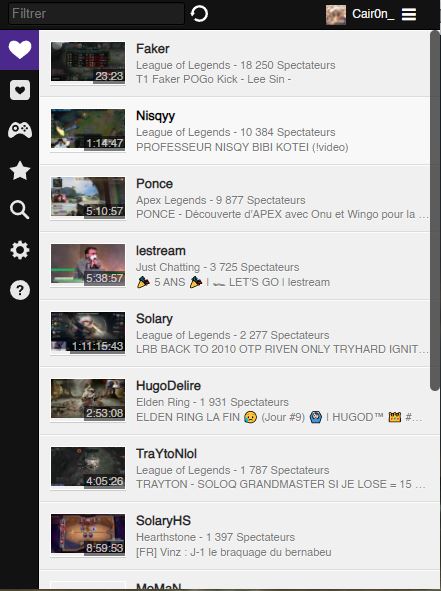 Filtrer
Cair0n_
Faker
League of Legends - 18 250 Spectateurs
T1 Faker POGo Kick - Lee Sin -
23:23
Nisqyy
League of Legends - 10 384 Spectateurs
PROFESSEUR NISQY BIBI KOTEI (!video)
1:14:47
Ponce
Apex Legends - 9 877 Spectateurs
PONCE - Découverte d'APEX avec Onu et Wingo pour la ...
5:10:57
lestream
Just Chatting - 3 725 Spectateurs
🎉 5 ANS 🎉 | LET'S GO | lestream
5:38:57
Solary
League of Legends - 2 277 Spectateurs
LRB BACK TO 2010 OTP RIVEN ONLY TRYHARD IGNIT...
1:11:15:43
HugoDelire
Elden Ring - 1 931 Spectateurs
ELDEN RING LA FIN 😥 (Jour #9) 🙆 | HUGOD™ 👑 #...
2:53:08
TraYtoNlol
League of Legends - 1 787 Spectateurs
TRAYTON - SOLOQ GRANDMASTER SI JE LOSE = 15 ...
4:05:26
SolaryHS
Hearthstone - 1 397 Spectateurs
[FR] Vinz : J-1 le braquage du bernabeu
8:59:53